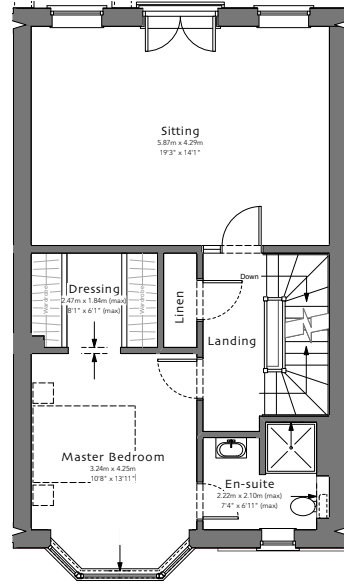 Sitting
5.87m x 4.29m
19'3" x 14'1"
Down
Dressing
2.47m x 1.84m (max)
8'1" x 6'1" (max)
Wardrobe
Wardrobe
Linen
Landing
Master Bedroom
3.24m x 4.25m
10'8" x 13'11"
En-suite
2.22m x 2.10m (max)
7'4" x 6'11" (max)